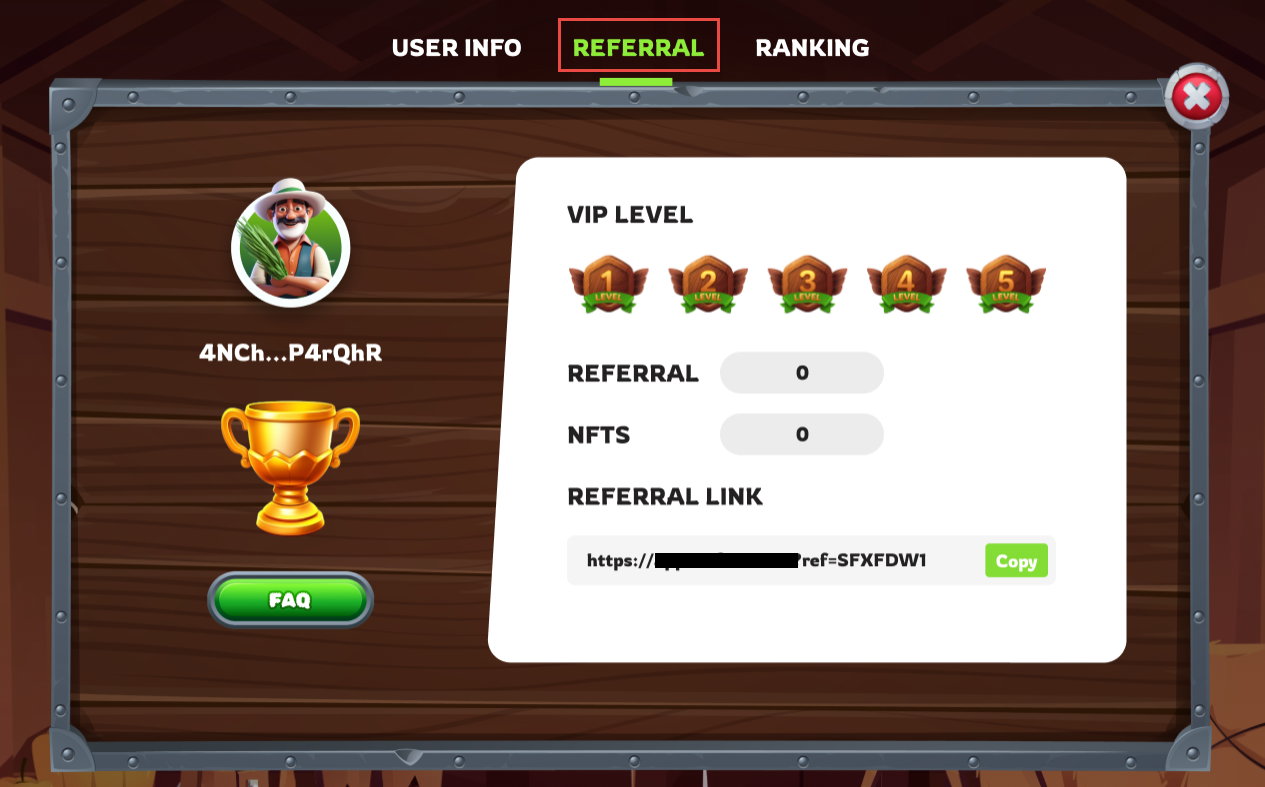 USER INFO REFERRAL RANKING
VIP LEVEL
1 2 3 4 5
LEVEL LEVEL LEVEL LEVEL LEVEL
4NCh...P4rQhR
REFERRAL 0
NFTS 0
REFERRAL LINK
https:// ?ref=SFXFDW1 Copy
FAQ